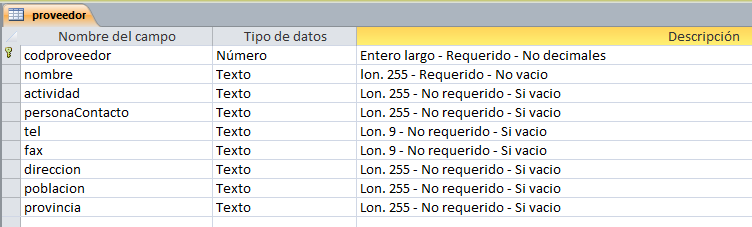 proveedor
Nombre del campo Tipo de datos Descripción
codproveedor Número Entero largo - Requerido - No decimales
nombre Texto lon. 255 - Requerido - No vacio
actividad Texto Lon. 255 - No requerido - Si vacio
personaContacto Texto Lon. 255 - No requerido - Si vacio
tel Texto Lon. 9 - No requerido - Si vacio
fax Texto Lon. 9 - No requerido - Si vacio
direccion Texto Lon. 255 - No requerido - Si vacio
poblacion Texto Lon. 255 - No requerido - Si vacio
provincia Texto Lon. 255 - No requerido - Si vacio